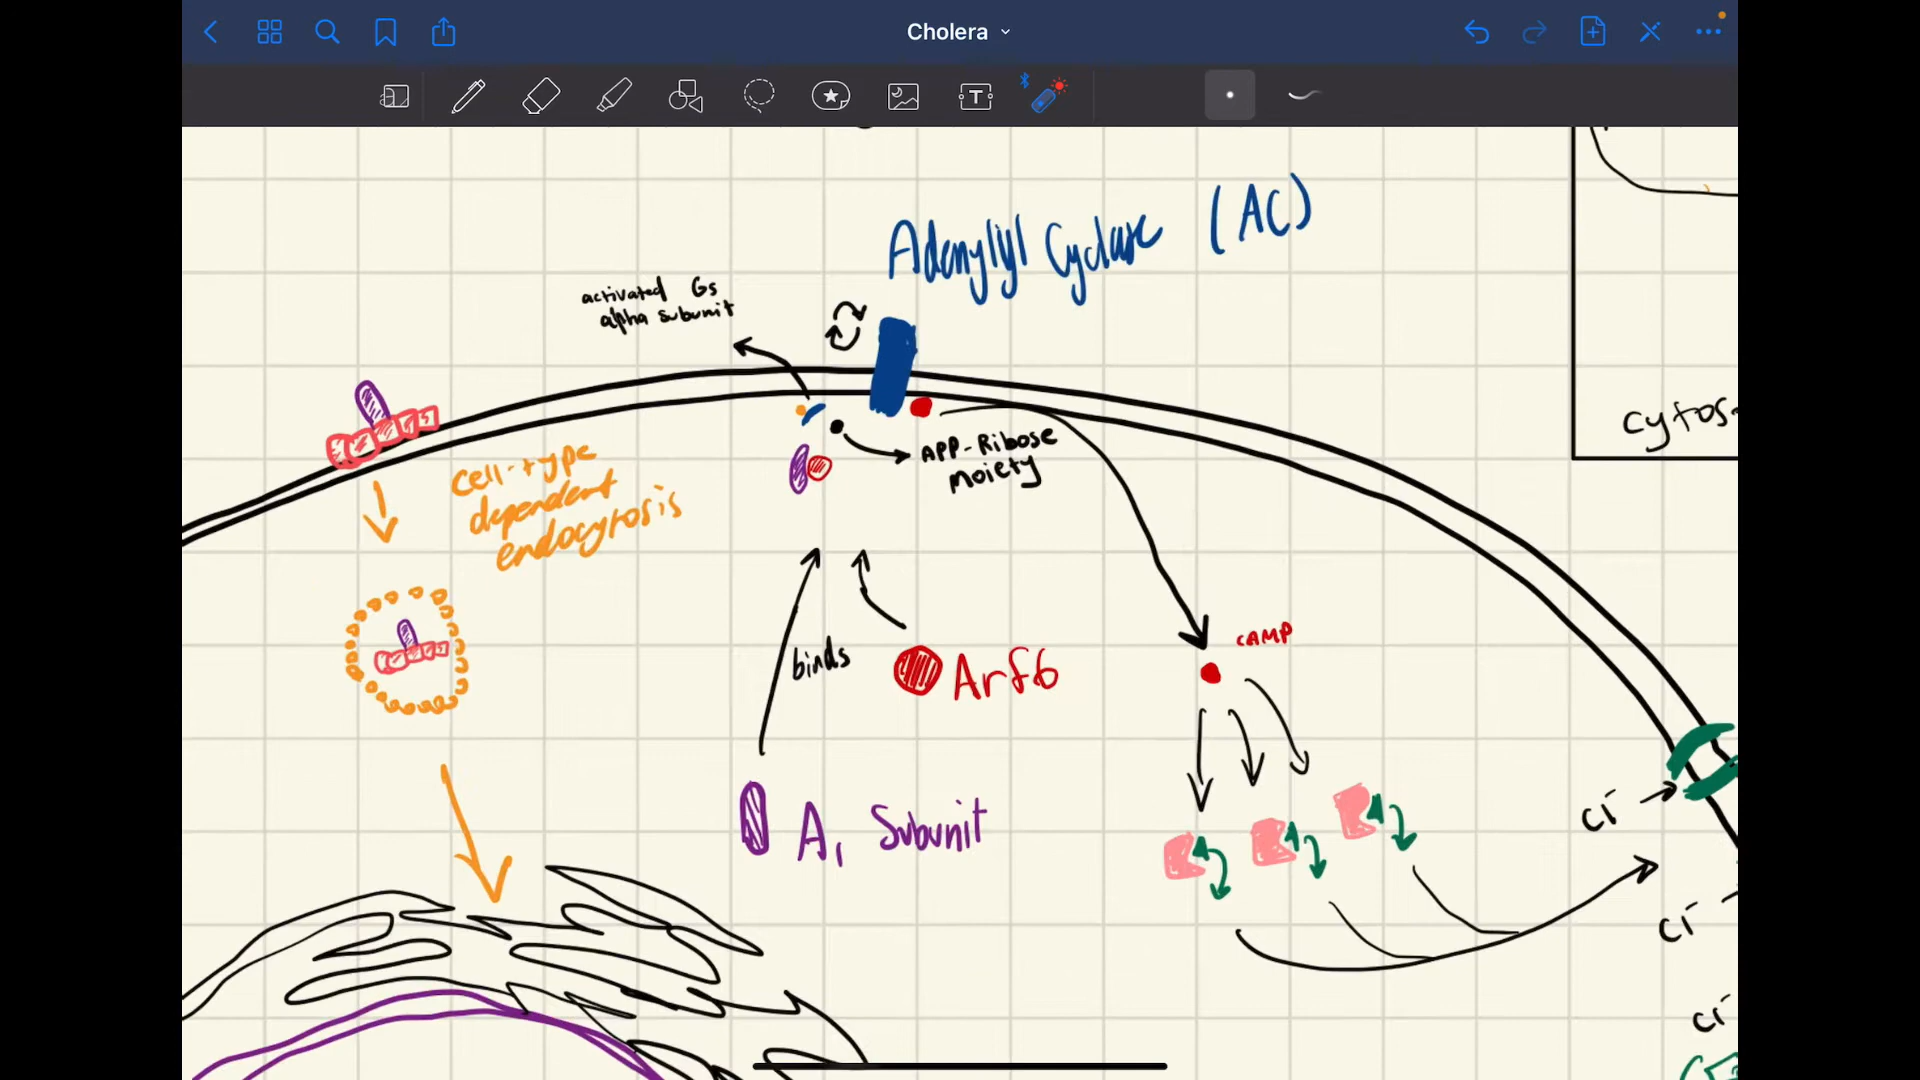 Cholera
Adenylyl Cyclase (AC)
activated Gs
alpha subunit
cell-type
dependent
endocytosis
APP-Ribose
moiety
cytos
binds
Arf6
cAMP
A1 Subunit
Cl-
Cl-
Cl-